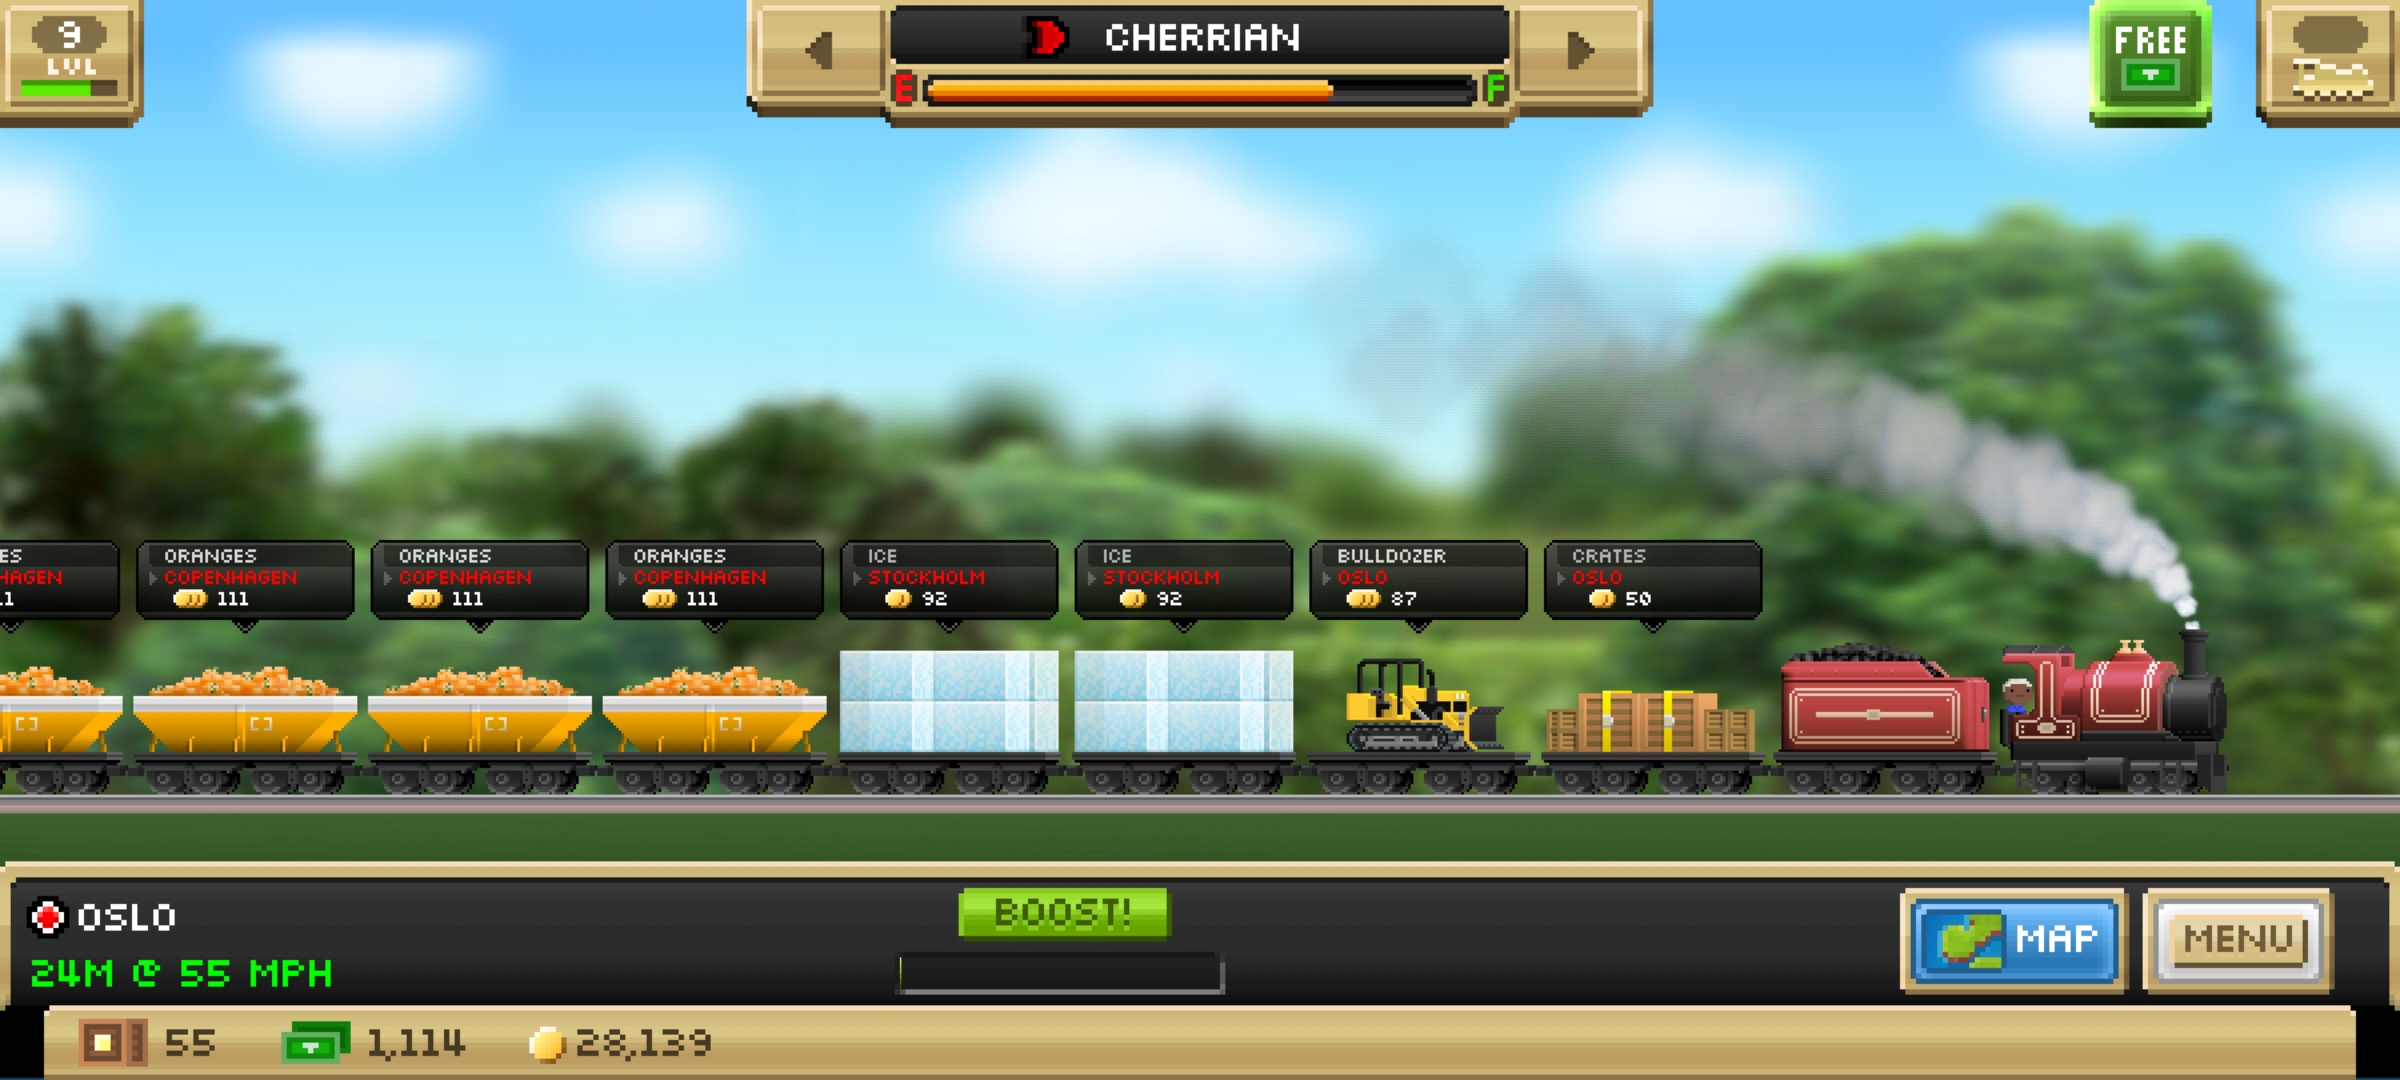 9
LVL
CHERRIAN
E
F
FREE
ORANGES
COPENHAGEN
111
ORANGES
COPENHAGEN
111
ORANGES
COPENHAGEN
111
ICE
STOCKHOLM
92
ICE
STOCKHOLM
92
BULLDOZER
OSLO
87
CRATES
OSLO
50
OSLO
24M @ 55 MPH
BOOST!
MAP
MENU
55
1,114
28,139